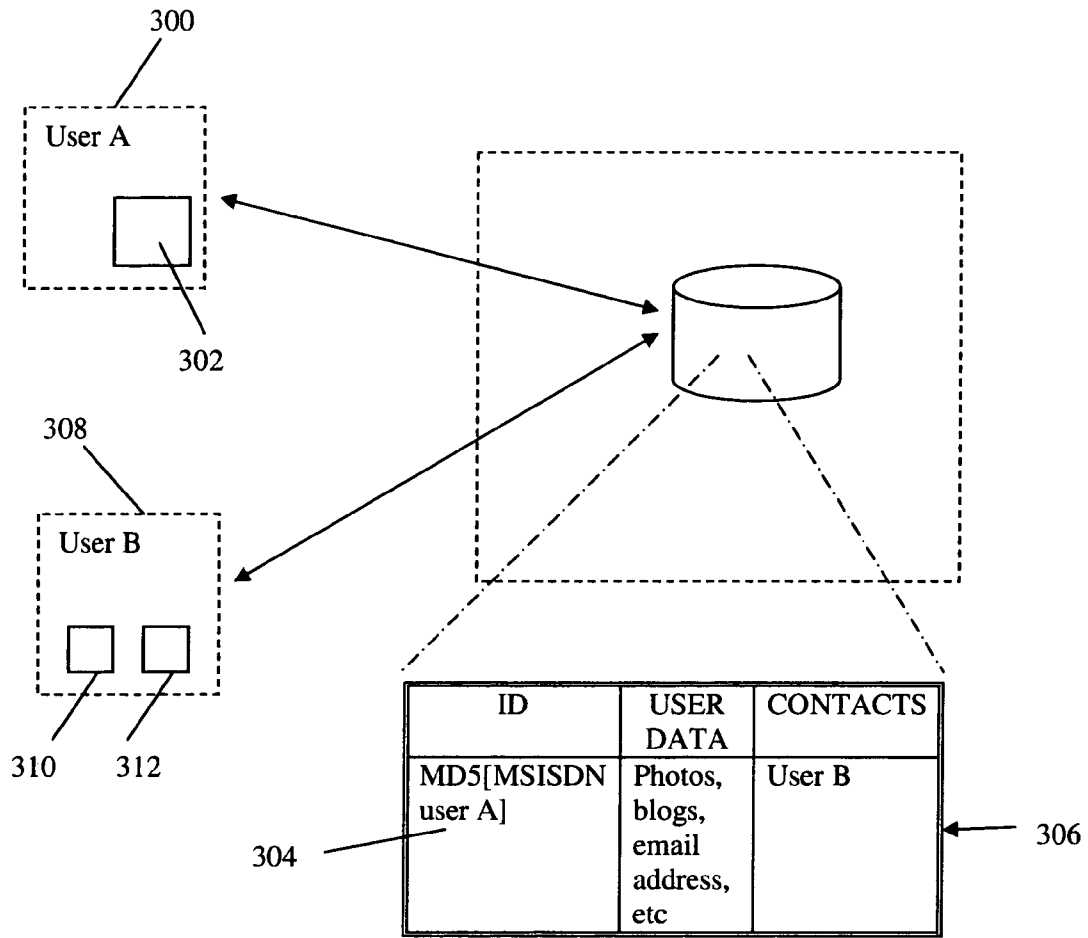 300
User A
302
308
User B
310
312
ID
USER
DATA
CONTACTS
MD5[MSISDN
user A]
Photos,
blogs,
email
address,
etc
User B
304
306